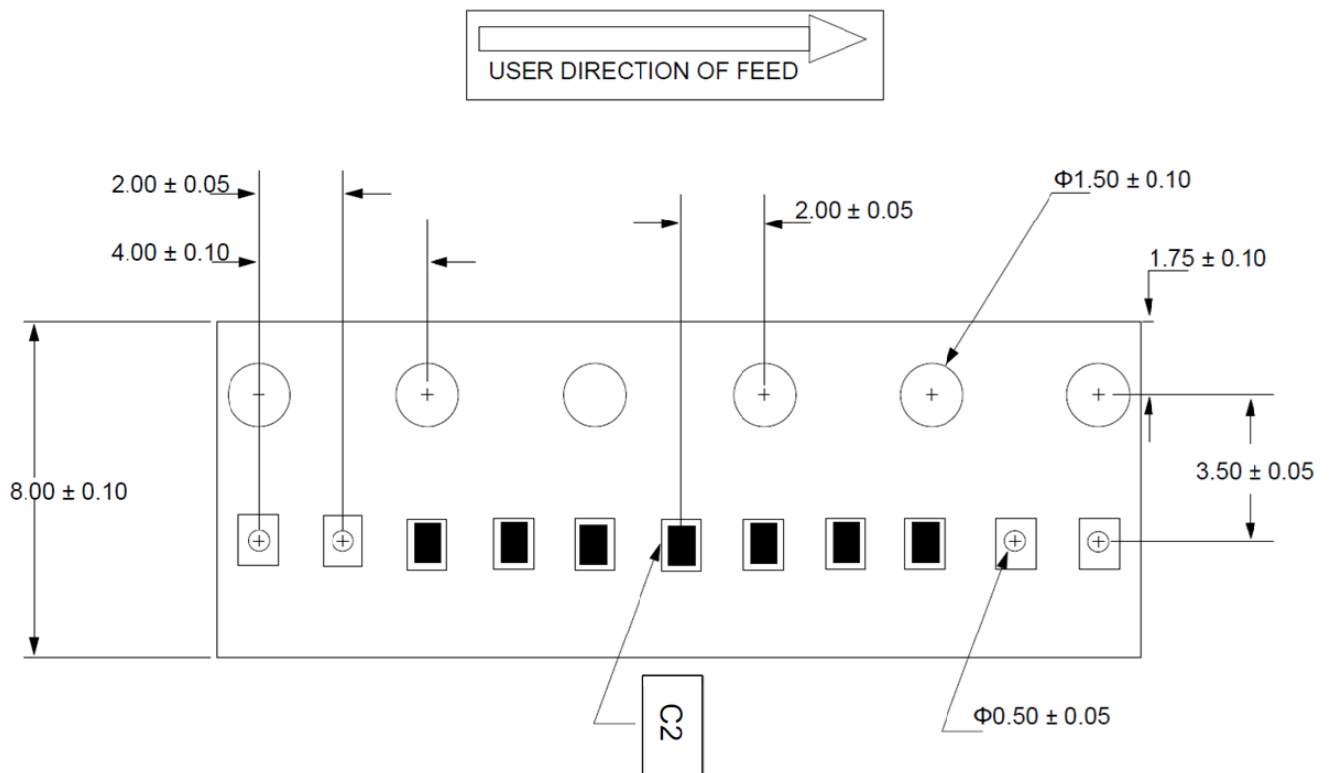 USER DIRECTION OF FEED
2.00 ± 0.05
Φ1.50 ± 0.10
2.00 ± 0.05
4.00 ± 0.10
1.75 ± 0.10
3.50 ± 0.05
8.00 ± 0.10
C2
Φ0.50 ± 0.05